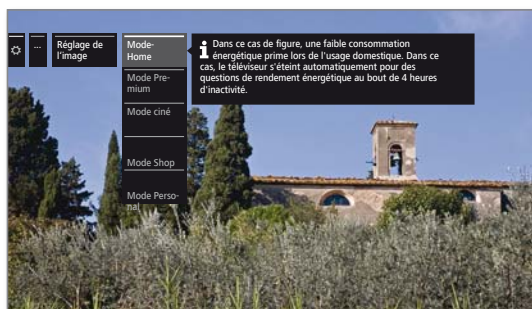 ...
Réglage de
l'image
Mode-
Home
Mode Pre-
mium
Mode ciné
Mode Shop
Mode Perso-
nal
i Dans ce cas de figure, une faible consommation
énergétique prime lors de l'usage domestique. Dans ce
cas, le téléviseur s'éteint automatiquement pour des
questions de rendement énergétique au bout de 4 heures
d'inactivité.